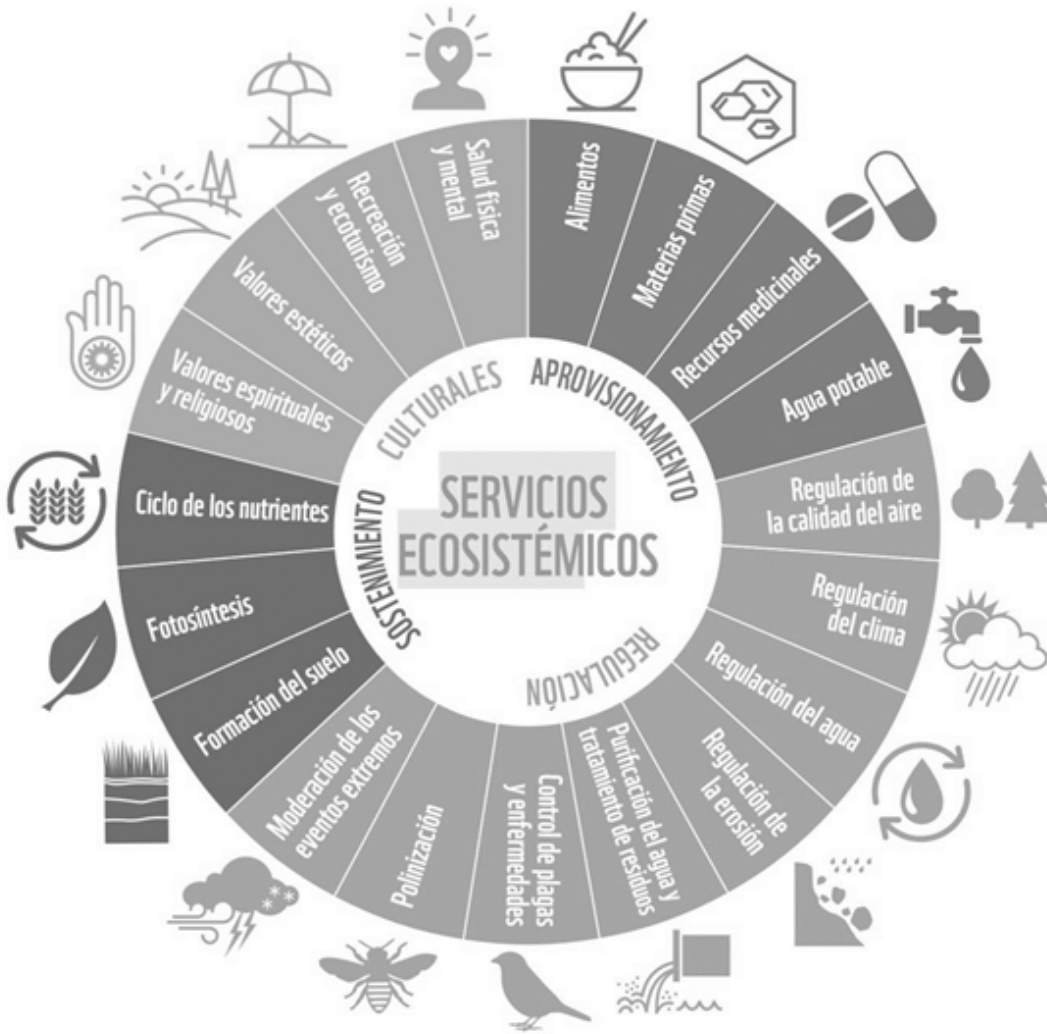 SERVICIOS
ECOSISTÉMICOS
APROVISIONAMIENTO
Alimentos
Materias primas
Recursos medicinales
Agua potable
REGULACIÓN
Regulación de
la calidad del aire
Regulación
del clima
Regulación del agua
Regulación de
la erosión
Purificación del agua y
tratamiento de residuos
Control de plagas
y enfermedades
Polinización
Moderación de los
eventos extremos
SOSTENIMIENTO
Formación del suelo
Fotosíntesis
Ciclo de los nutrientes
CULTURALES
Valores espirituales
y religiosos
Valores estéticos
Recreación
y ecoturismo
Salud física
y mental